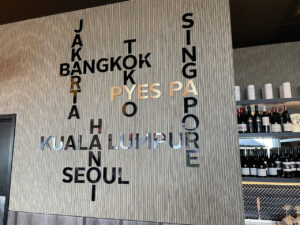 JAKARTA
BANGKOK
TOKYO
SINGAPORE
PYES PA
HANOI
KUALA LUMPUR
SEOUL